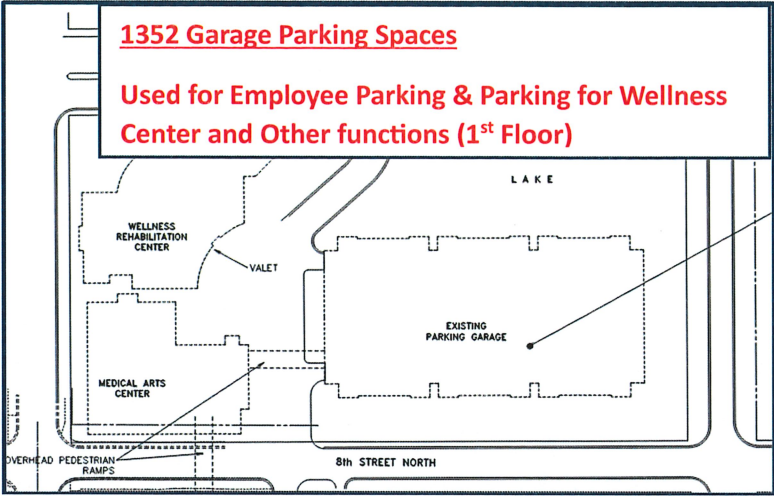 1352 Garage Parking Spaces
Used for Employee Parking & Parking for Wellness
Center and Other functions (1st Floor)
LAKE
WELLNESS
REHABILITATION
CENTER
VALET
EXISTING
PARKING GARAGE
MEDICAL ARTS
CENTER
OVERHEAD PEDESTRIAN
RAMPS
8th STREET NORTH